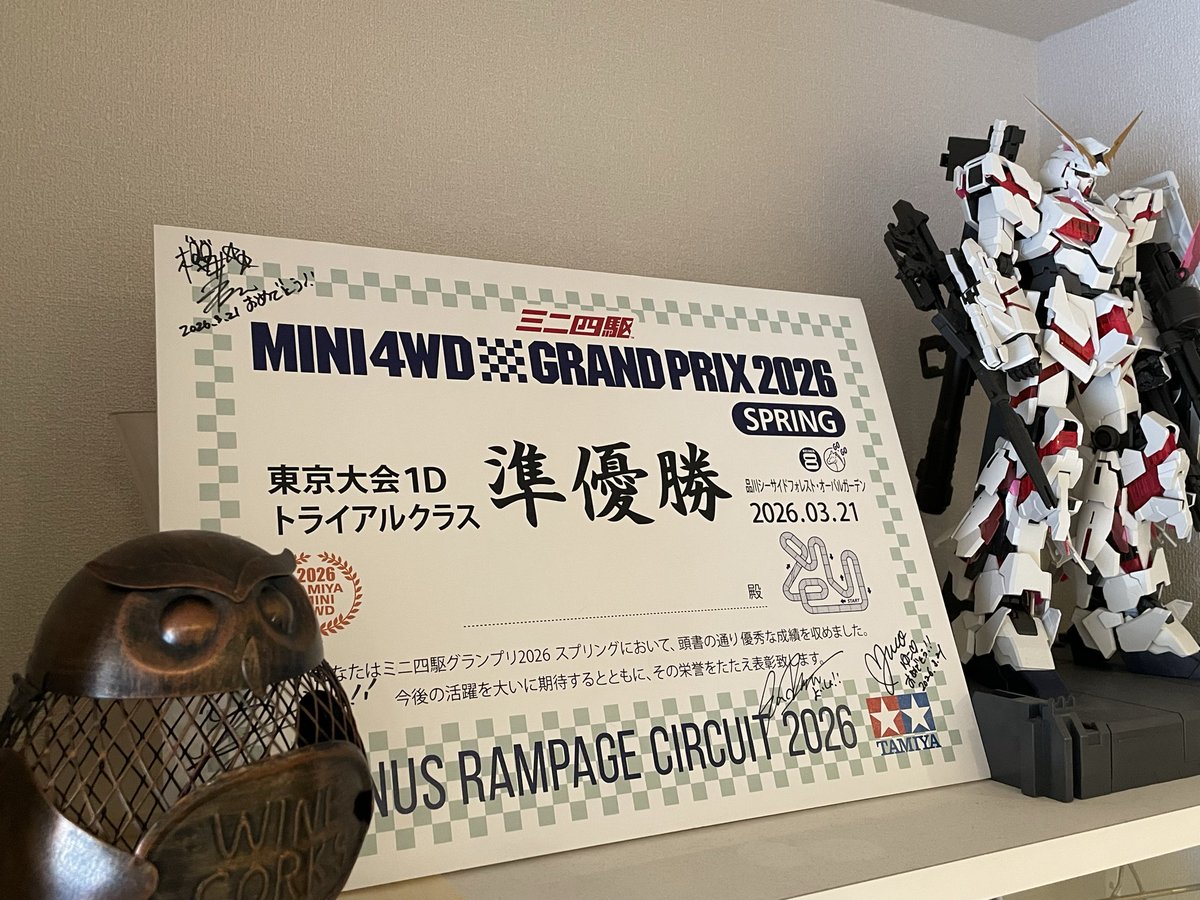 おめでとう!!
2026.3.21
三二四駆
MINI 4WD GRAND PRIX 2026
SPRING
東京大会1D
トライアルクラス
準優勝
品川シーサイドフォレスト・オーバルガーデン
2026.03.21
2026
MINI
START
殿
なたはミニ四駆グランプリ2026 スプリングにおいて、頭書の通り優秀な成績を収めました。
今後の活躍を大いに期待するとともに、その栄誉をたたえ表彰致します。
おめでとう!!
NUS RAMPAGE CIRCUIT 2026
TAMIYA
WINE
CORKS